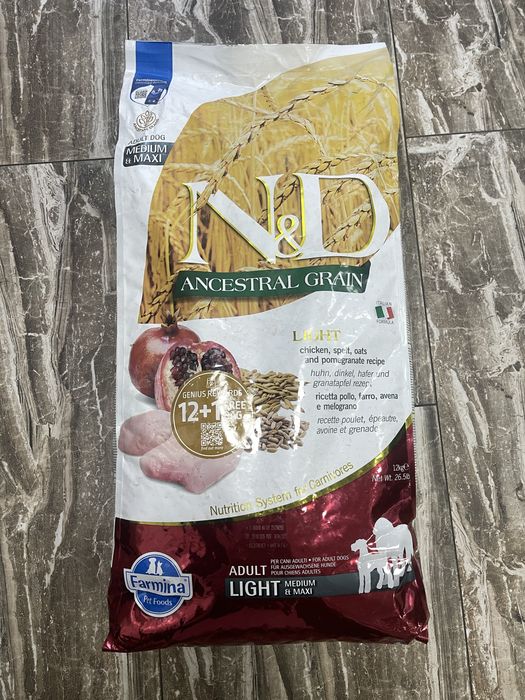 ADULT DOG
MEDIUM
& MAXI
N&D
ANCESTRAL GRAIN
ITALIAN
FORMULA
LIGHT
chicken, spelt, oats
and pomegranate recipe
huhn, dinkel, hafer und
granatapfel rezept
ricetta pollo, farro, avena
e melograno
recette poulet, épeautre,
avoine et grenade
GENIUS REWARDS
12+1 FREE
12kg e
Net Wt. 26.5lb
Nutrition System for Carnivores
Farmina
Pet Foods
ADULT
LIGHT
PER CANI ADULTI • FOR ADULT DOGS
FÜR AUSGEWACHSENE HUNDE
POUR CHIENS ADULTES
MEDIUM
& MAXI